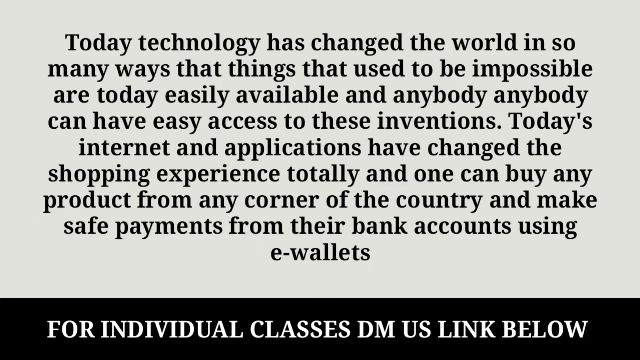 Today technology has changed the world in so
many ways that things that used to be impossible
are today easily available and anybody anybody
can have easy access to these inventions. Today's
internet and applications have changed the
shopping experience totally and one can buy any
product from any corner of the country and make
safe payments from their bank accounts using
e-wallets
FOR INDIVIDUAL CLASSES DM US LINK BELOW